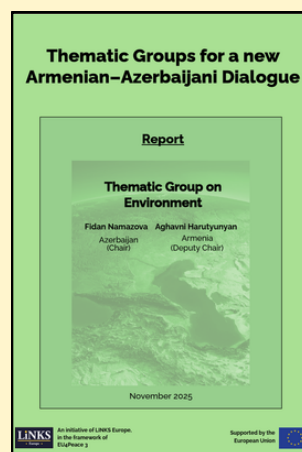 Thematic Groups for a new
Armenian–Azerbaijani Dialogue
Report
Thematic Group on
Environment
Fidan Namazova Aghavni Harutyunyan
Azerbaijan Armenia
(Chair) (Deputy Chair)
November 2025
LINKS
Europe
An initiative of LINKS Europe.
in the framework of
EU4Peace 3
Supported by the
European Union